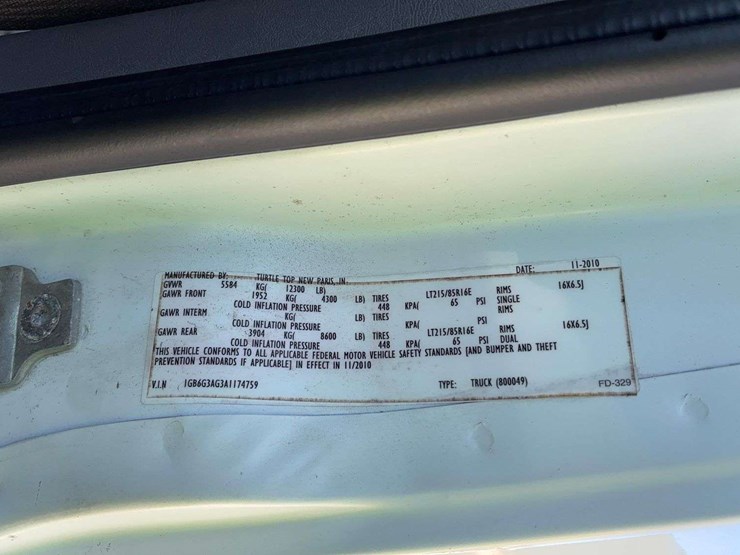 MANUFACTURED BY: TURTLE TOP NEW PARIS, IN. DATE: 11-2010
GVWR 5584 KG( 12300 LB)
GAWR FRONT 1952 KG( 4300 LB) TIRES LT215/85R16E RIMS 16X6.5J
COLD INFLATION PRESSURE 448 KPA( 65 PSI SINGLE
GAWR INTERM KG( LB) TIRES RIMS
COLD INFLATION PRESSURE KPA( PSI
GAWR REAR 3904 KG( 8600 LB) TIRES LT215/85R16E RIMS 16X6.5J
COLD INFLATION PRESSURE 448 KPA( 65 PSI DUAL
THIS VEHICLE CONFORMS TO ALL APPLICABLE FEDERAL MOTOR VEHICLE SAFETY STANDARDS [AND BUMPER AND THEFT
PREVENTION STANDARDS IF APPLICABLE] IN EFFECT IN 11/2010
V.I.N 1GB6G3AG3A1174759 TYPE: TRUCK (800049) FD-329